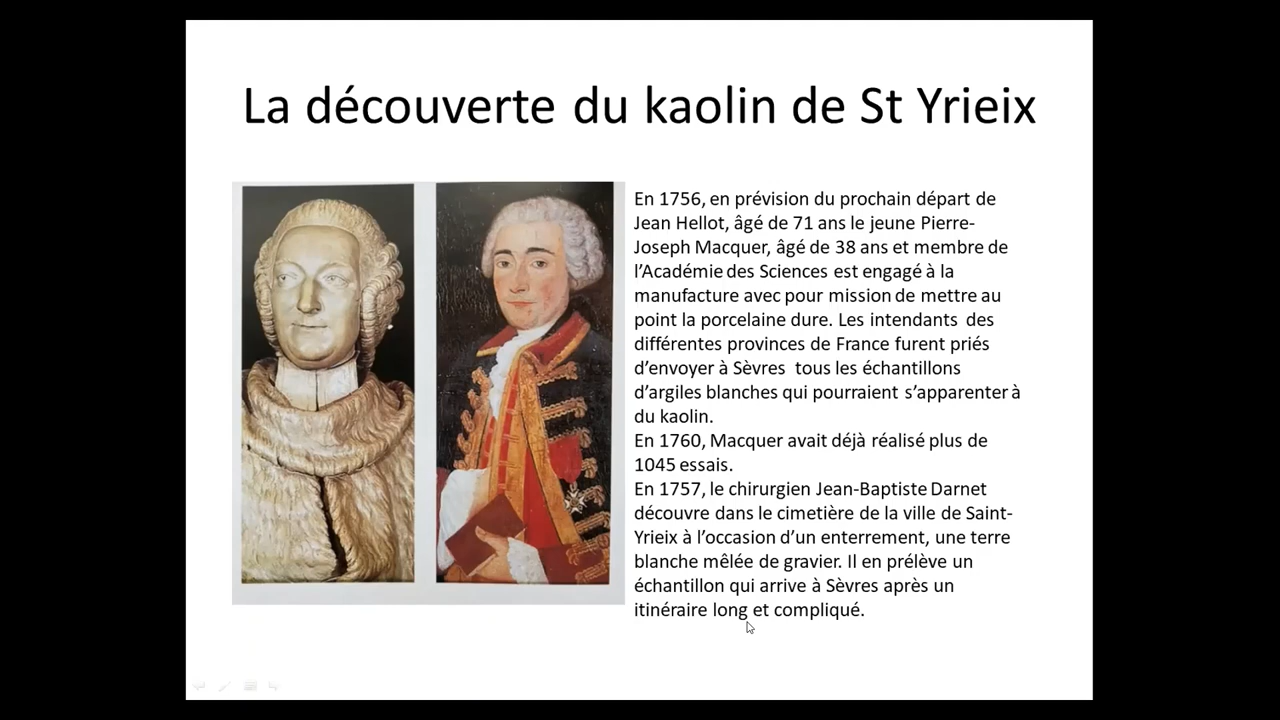 La découverte du kaolin de St Yrieix
En 1756, en prévision du prochain départ de
Jean Hellot, âgé de 71 ans le jeune Pierre-
Joseph Macquer, âgé de 38 ans et membre de
l’Académie des Sciences est engagé à la
manufacture avec pour mission de mettre au
point la porcelaine dure. Les intendants des
différentes provinces de France furent priés
d’envoyer à Sèvres tous les échantillons
d’argiles blanches qui pourraient s’apparenter à
du kaolin.
En 1760, Macquer avait déjà réalisé plus de
1045 essais.
En 1757, le chirurgien Jean-Baptiste Darnet
découvre dans le cimetière de la ville de Saint-
Yrieix à l’occasion d’un enterrement, une terre
blanche mêlée de gravier. Il en prélève un
échantillon qui arrive à Sèvres après un
itinéraire long et compliqué.